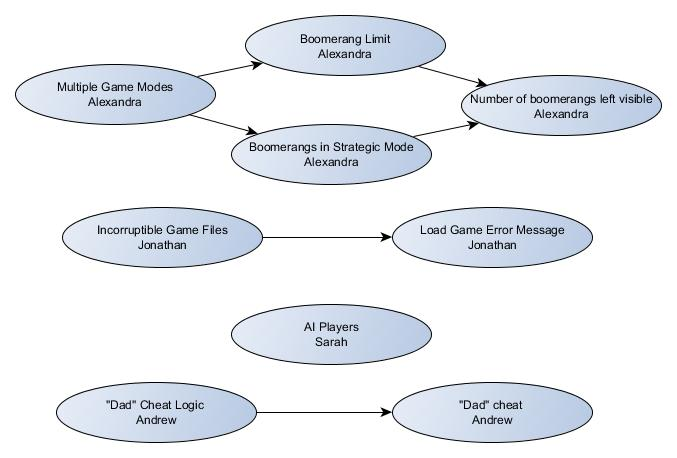 Boomerang Limit
Alexandra
Multiple Game Modes
Alexandra
Number of boomerangs left visible
Alexandra
Boomerangs in Strategic Mode
Alexandra
Incorruptible Game Files
Jonathan
Load Game Error Message
Jonathan
AI Players
Sarah
"Dad" Cheat Logic
Andrew
"Dad" cheat
Andrew